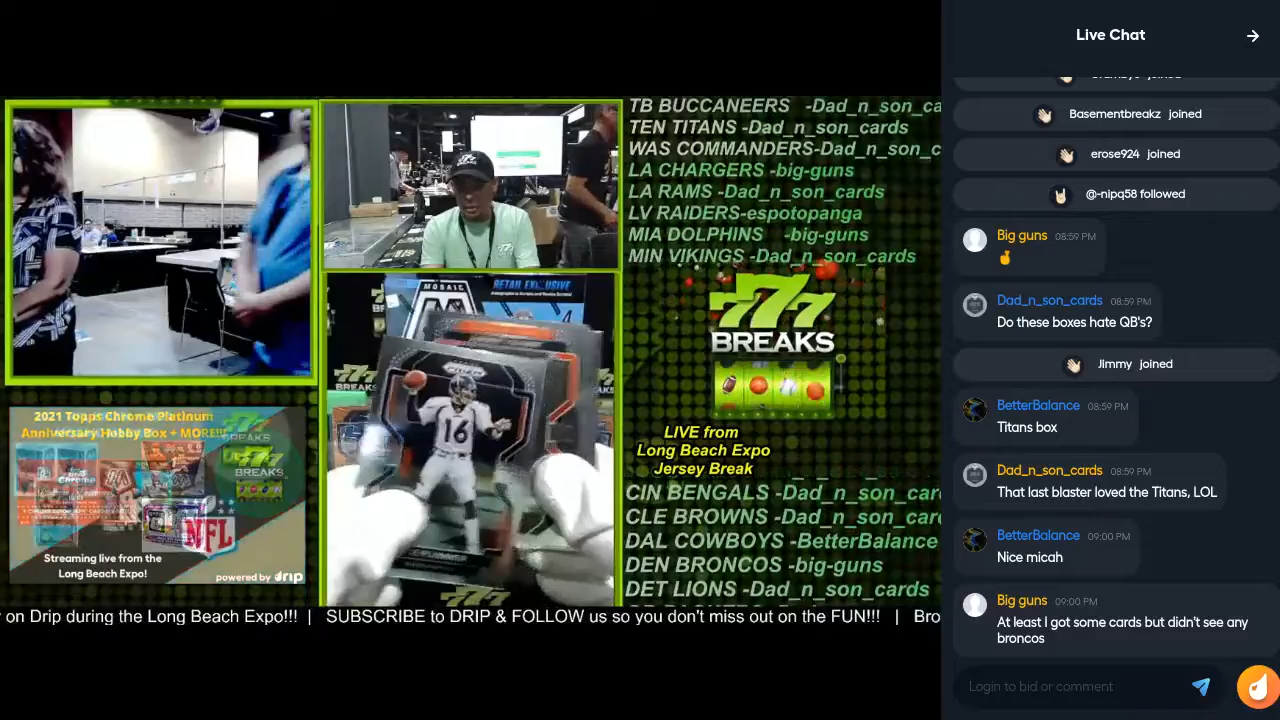 TB BUCCANEERS -Dad_n_son_ca
TEN TITANS -Dad_n_son_cards
WAS COMMANDERS-Dad_n_son_c
LA CHARGERS -big-guns
LA RAMS -Dad_n_son_cards
LV RAIDERS-espotopanga
MIA DOLPHINS -big-guns
MIN VIKINGS -Dad_n_son_cards
777
BREAKS
LIVE from
Long Beach Expo
Jersey Break
CIN BENGALS -Dad_n_son_car
CLE BROWNS -Dad_n_son_car
DAL COWBOYS -BetterBalance
DEN BRONCOS -big-guns
DET LIONS -Dad_n_son_cards
MOSAIC
RETAIL EXCLUSIVE
16
BREAKS
2021 Topps Chrome Platinum
Anniversary Hobby Box + MORE!!!
BREAKS
NFL
Streaming live from the
Long Beach Expo!
powered by drip
on Drip during the Long Beach Expo!!! | SUBSCRIBE to DRIP & FOLLOW us so you don't miss out on the FUN!!! | Bro
Live Chat
Basementbreakz joined
erose924 joined
@-nipq58 followed
Big guns 08:59 PM
Dad_n_son_cards 08:59 PM
Do these boxes hate QB's?
Jimmy joined
BetterBalance 08:59 PM
Titans box
Dad_n_son_cards 08:59 PM
That last blaster loved the Titans, LOL
BetterBalance 09:00 PM
Nice micah
Big guns 09:00 PM
At least I got some cards but didn't see any
broncos
Login to bid or comment